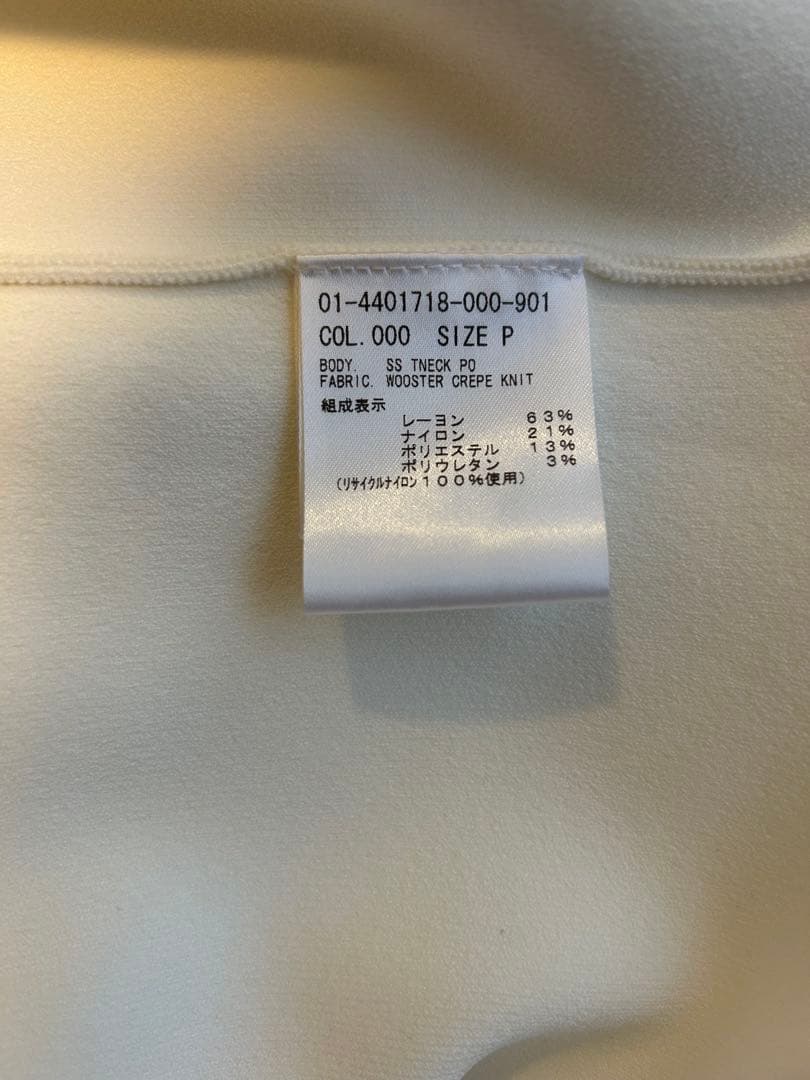 01-4401718-000-901
COL.000 SIZE P
BODY. SS TNECK PO
FABRIC. WOOSTER CREPE KNIT
組成表示
レーヨン ６３％
ナイロン ２１％
ポリエステル １３％
ポリウレタン ３％
（ﾘｻｲｸﾙﾅｲﾛﾝ１００％使用）